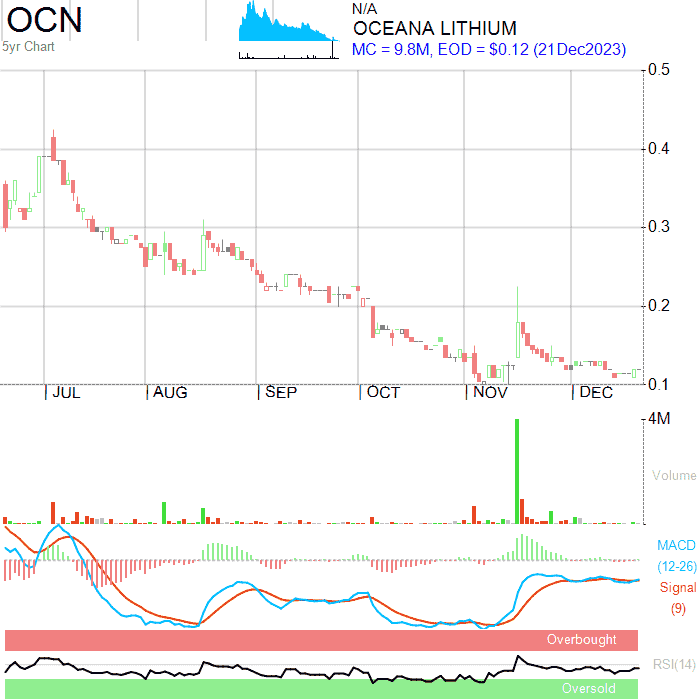 OCN
5yr Chart
N/A
OCEANA LITHIUM
MC = 9.8M, EOD = $0.12 (21Dec2023)
0.5
0.4
0.3
0.2
0.1
JUL AUG SEP OCT NOV DEC
4M
Volume
MACD
(12-26)
Signal
(9)
Overbought
RSI(14)
Oversold